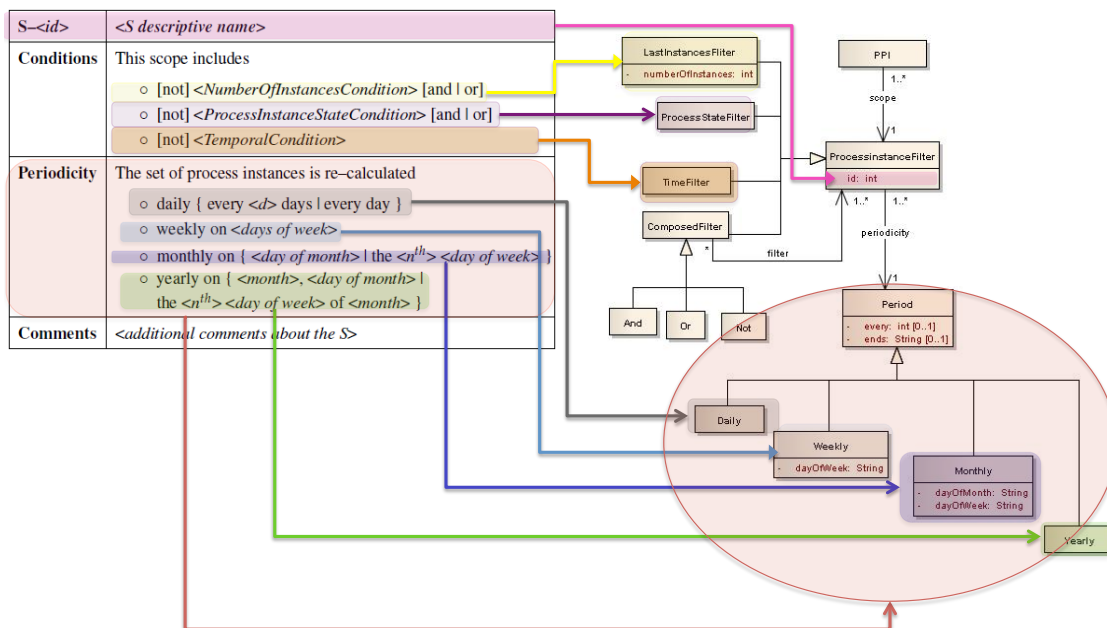 S–<id> <S descriptive name>
Conditions This scope includes
○ [not] <NumberOfInstancesCondition> [and | or]
○ [not] <ProcessInstanceStateCondition> [and | or]
○ [not] <TemporalCondition>
Periodicity The set of process instances is re–calculated
○ daily { every <d> days | every day }
○ weekly on <days of week>
○ monthly on { <day of month> | the <nth> <day of week> }
○ yearly on { <month>, <day of month> |
the <nth> <day of week> of <month> }
Comments <additional comments about the S>
LastInstancesFliter
- numberOfInstances: int
ProcessStateFilter
TimeFilter
ComposedFilter
*
filter
And
Or
Not
PPI
1..*
scope
1
ProcessinstanceFilter
id: int
1..*
1..*
periodicity
1
Period
- every: int [0..1]
- ends: String [0..1]
Daily
Weekly
- dayOfWeek: String
Monthly
- dayOfMonth: String
- dayOfWeek: String
Yearly